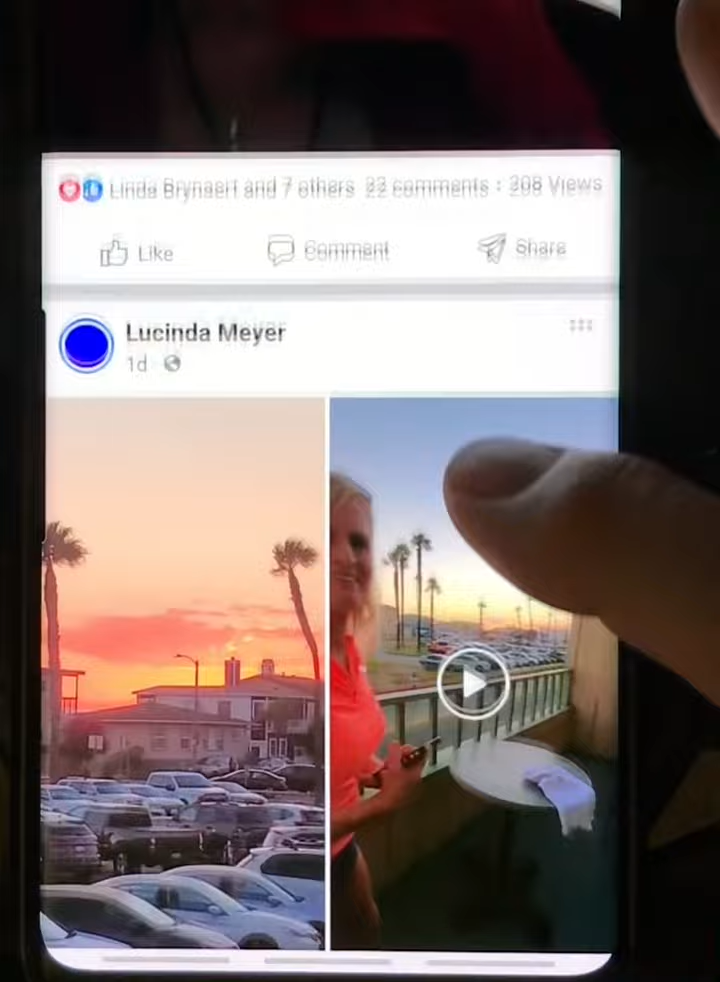 Linda Brynaert and 7 others 22 comments • 208 Views
Like Comment Share
Lucinda Meyer
1d